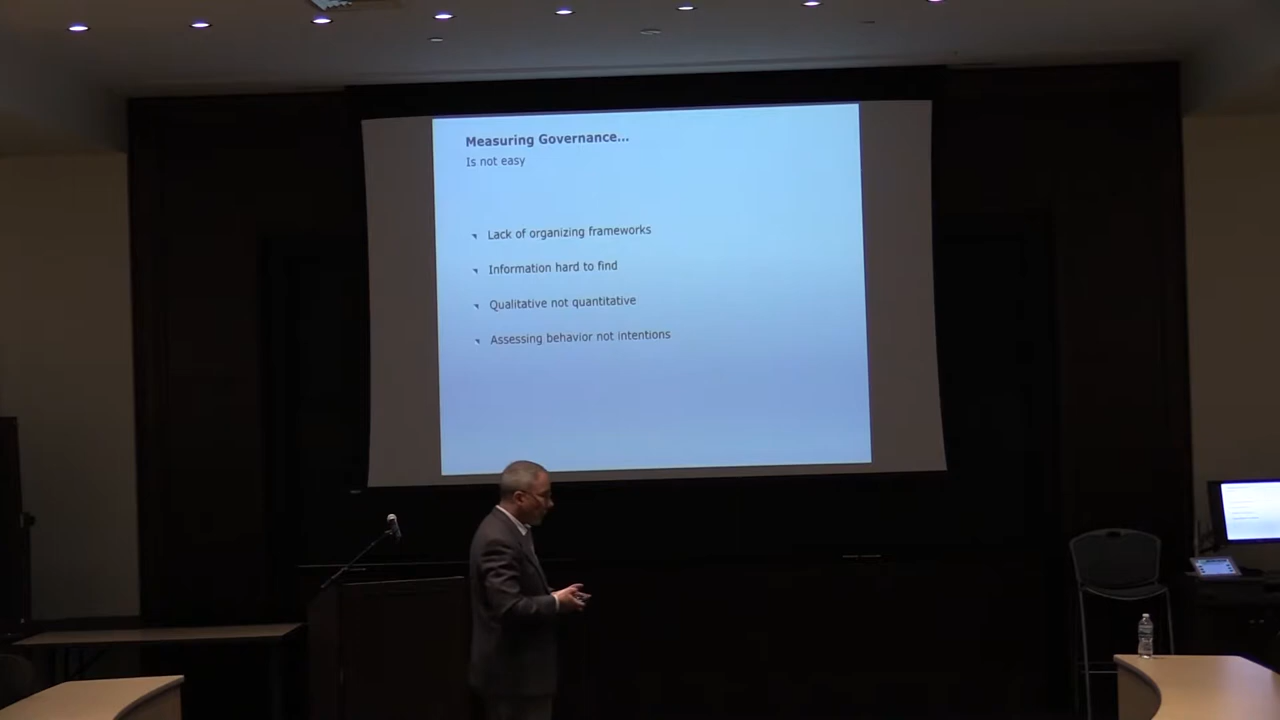 Measuring Governance...
Is not easy
Lack of organizing frameworks
Information hard to find
Qualitative not quantitative
Assessing behavior not intentions